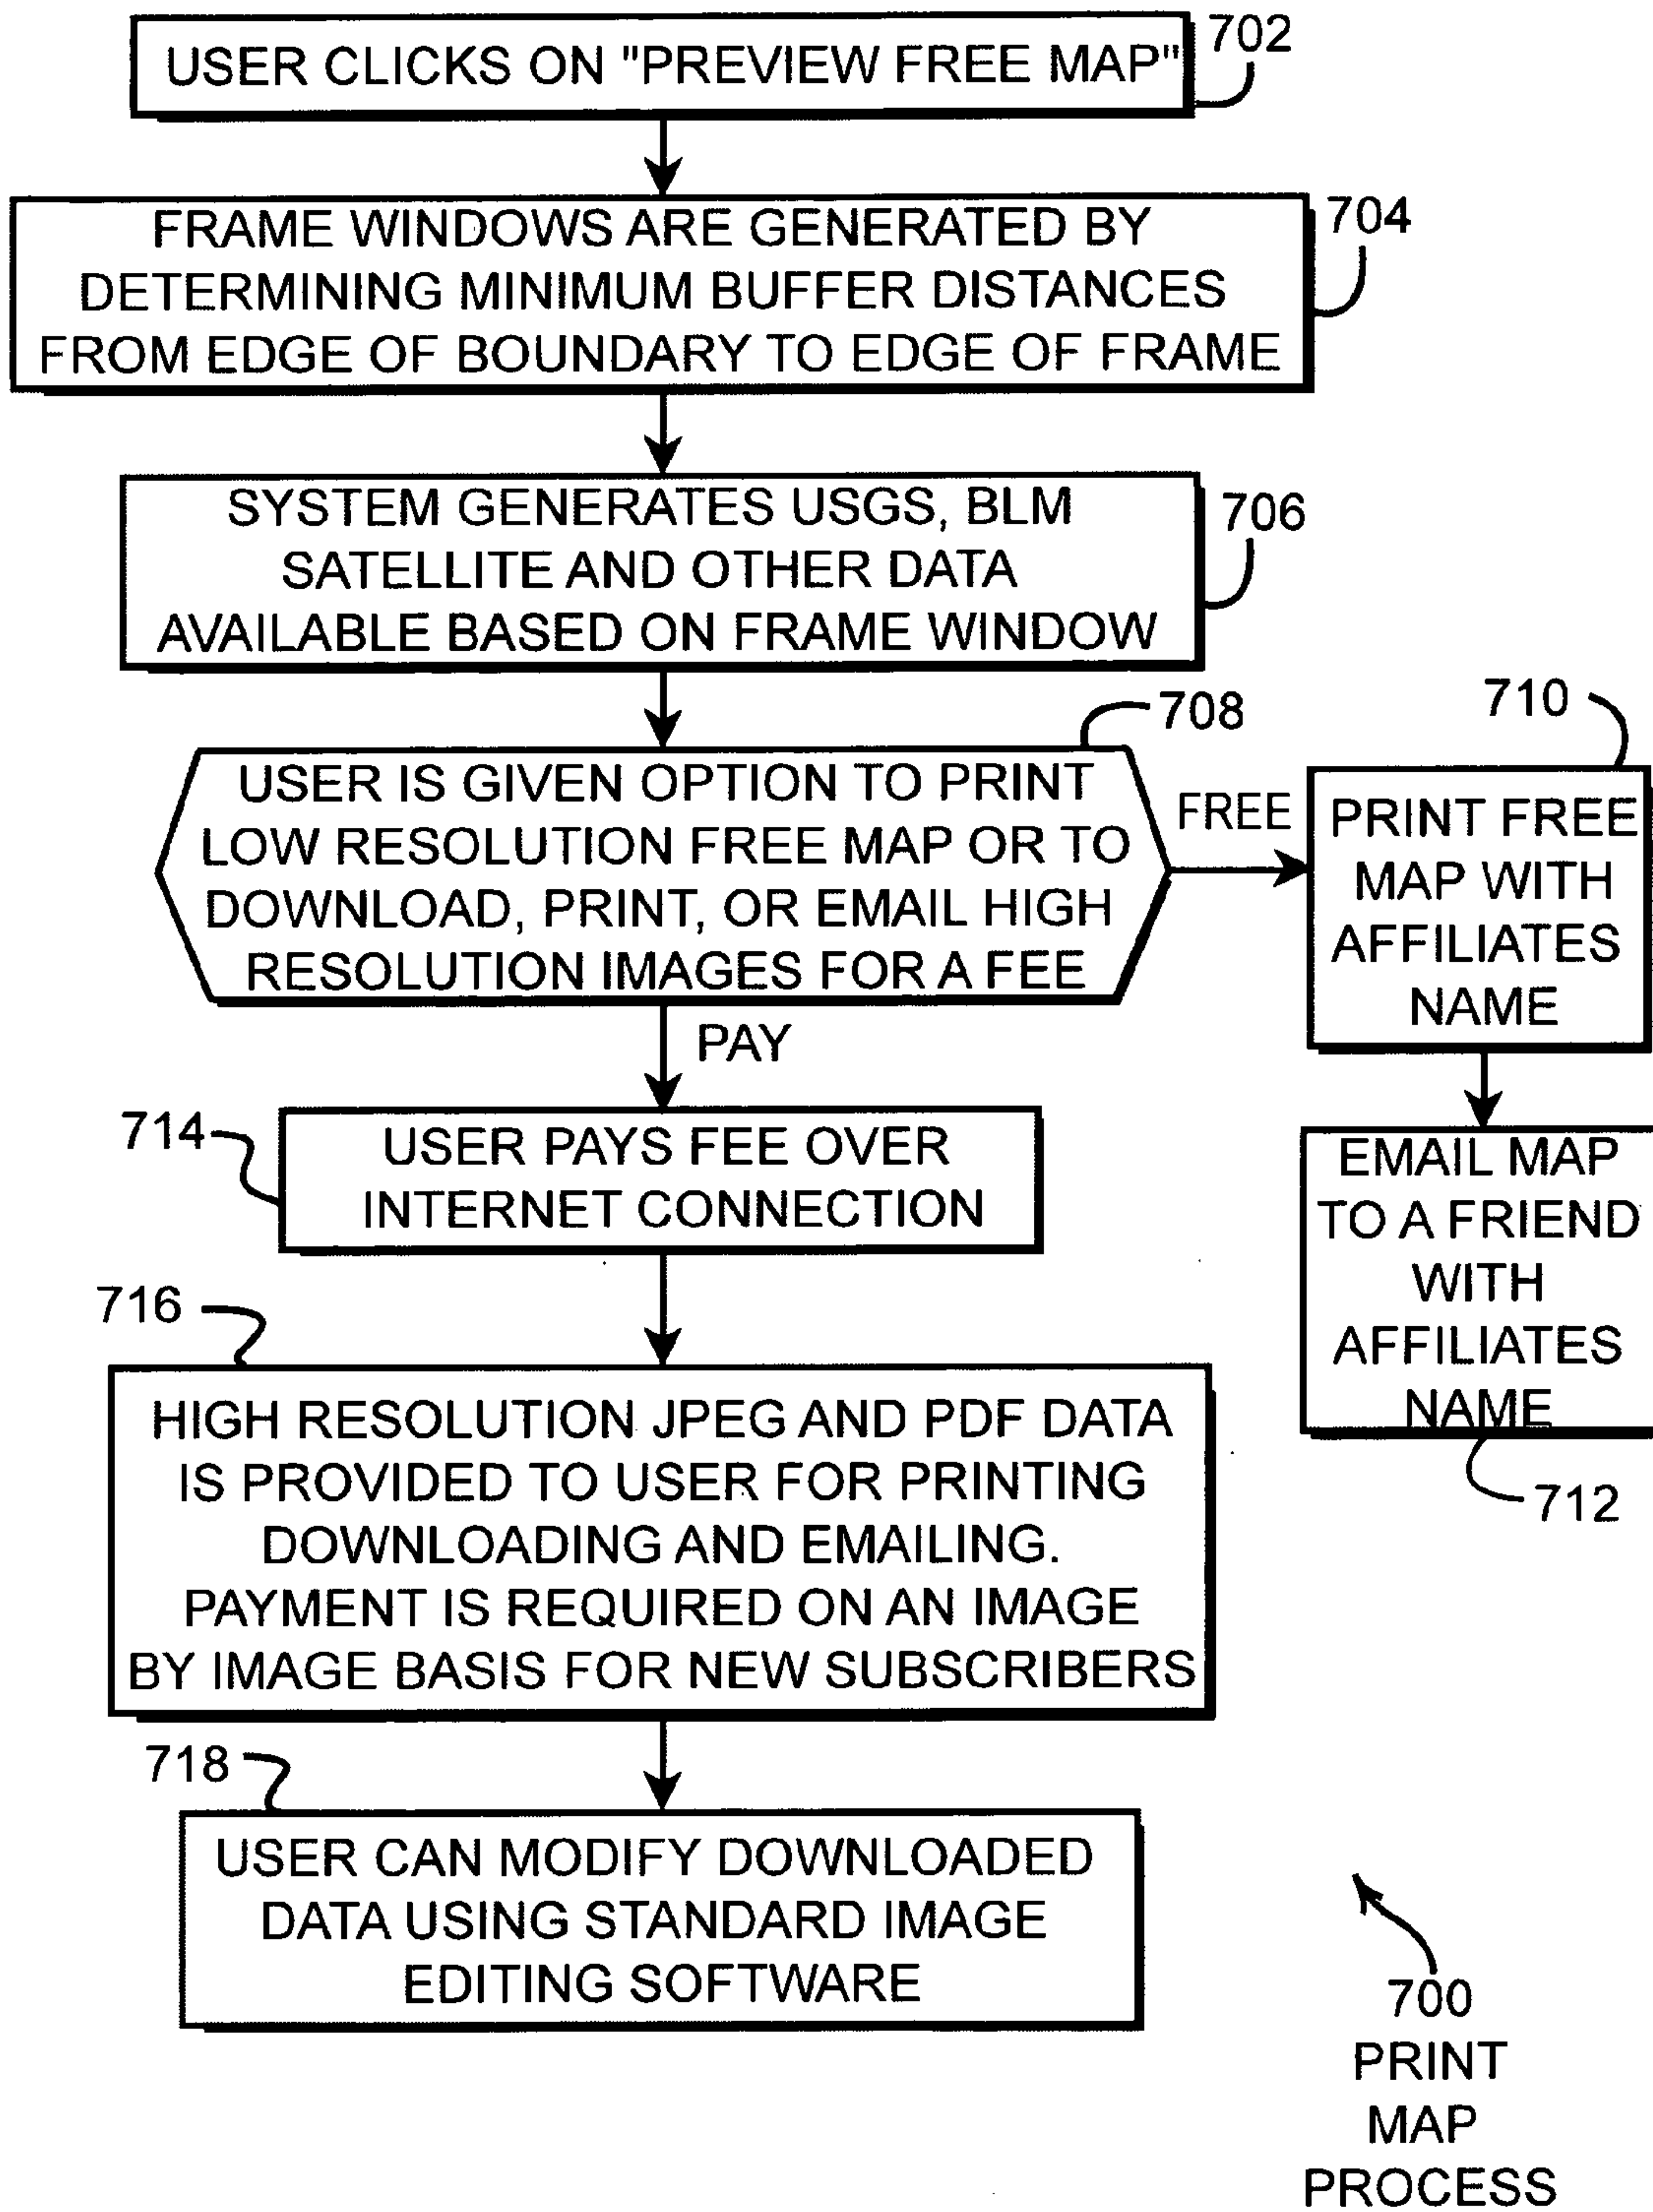 702
USER CLICKS ON "PREVIEW FREE MAP"
704
FRAME WINDOWS ARE GENERATED BY
DETERMINING MINIMUM BUFFER DISTANCES
FROM EDGE OF BOUNDARY TO EDGE OF FRAME
706
SYSTEM GENERATES USGS, BLM
SATELLITE AND OTHER DATA
AVAILABLE BASED ON FRAME WINDOW
708
USER IS GIVEN OPTION TO PRINT
LOW RESOLUTION FREE MAP OR TO
DOWNLOAD, PRINT, OR EMAIL HIGH
RESOLUTION IMAGES FOR A FEE
FREE
710
PRINT FREE
MAP WITH
AFFILIATES
NAME
EMAIL MAP
TO A FRIEND
WITH
AFFILIATES
NAME
712
PAY
714
USER PAYS FEE OVER
INTERNET CONNECTION
716
HIGH RESOLUTION JPEG AND PDF DATA
IS PROVIDED TO USER FOR PRINTING
DOWNLOADING AND EMAILING.
PAYMENT IS REQUIRED ON AN IMAGE
BY IMAGE BASIS FOR NEW SUBSCRIBERS
718
USER CAN MODIFY DOWNLOADED
DATA USING STANDARD IMAGE
EDITING SOFTWARE
700
PRINT
MAP
PROCESS